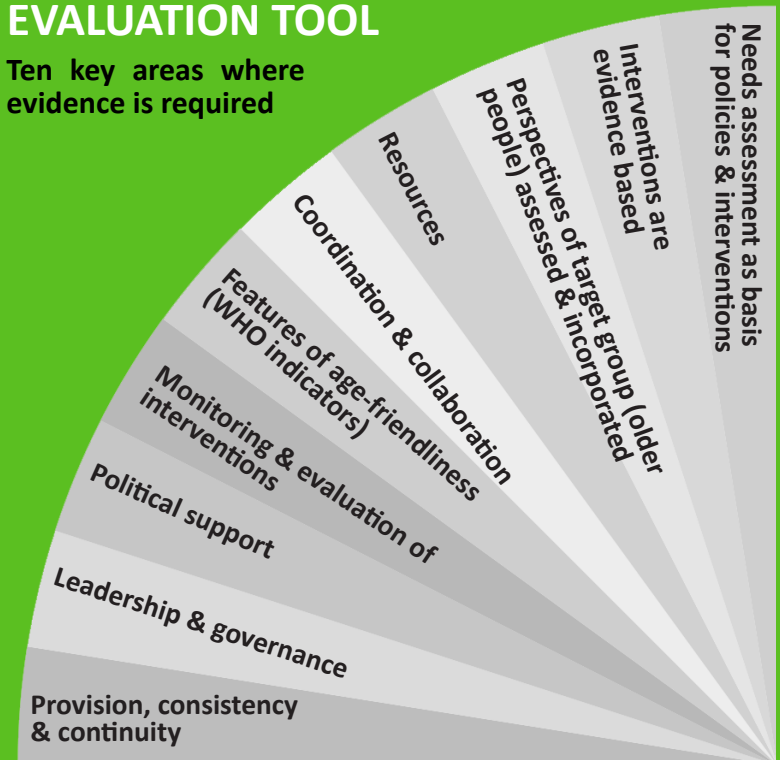 EVALUATION TOOL
Ten key areas where
evidence is required
Needs assessment as basis
for policies & interventions
Interventions are
evidence based
Perspectives of target group (older
people) assessed & incorporated
Resources
Coordination & collaboration
Features of age-friendliness
(WHO indicators)
Monitoring & evaluation of
interventions
Political support
Leadership & governance
Provision, consistency
& continuity